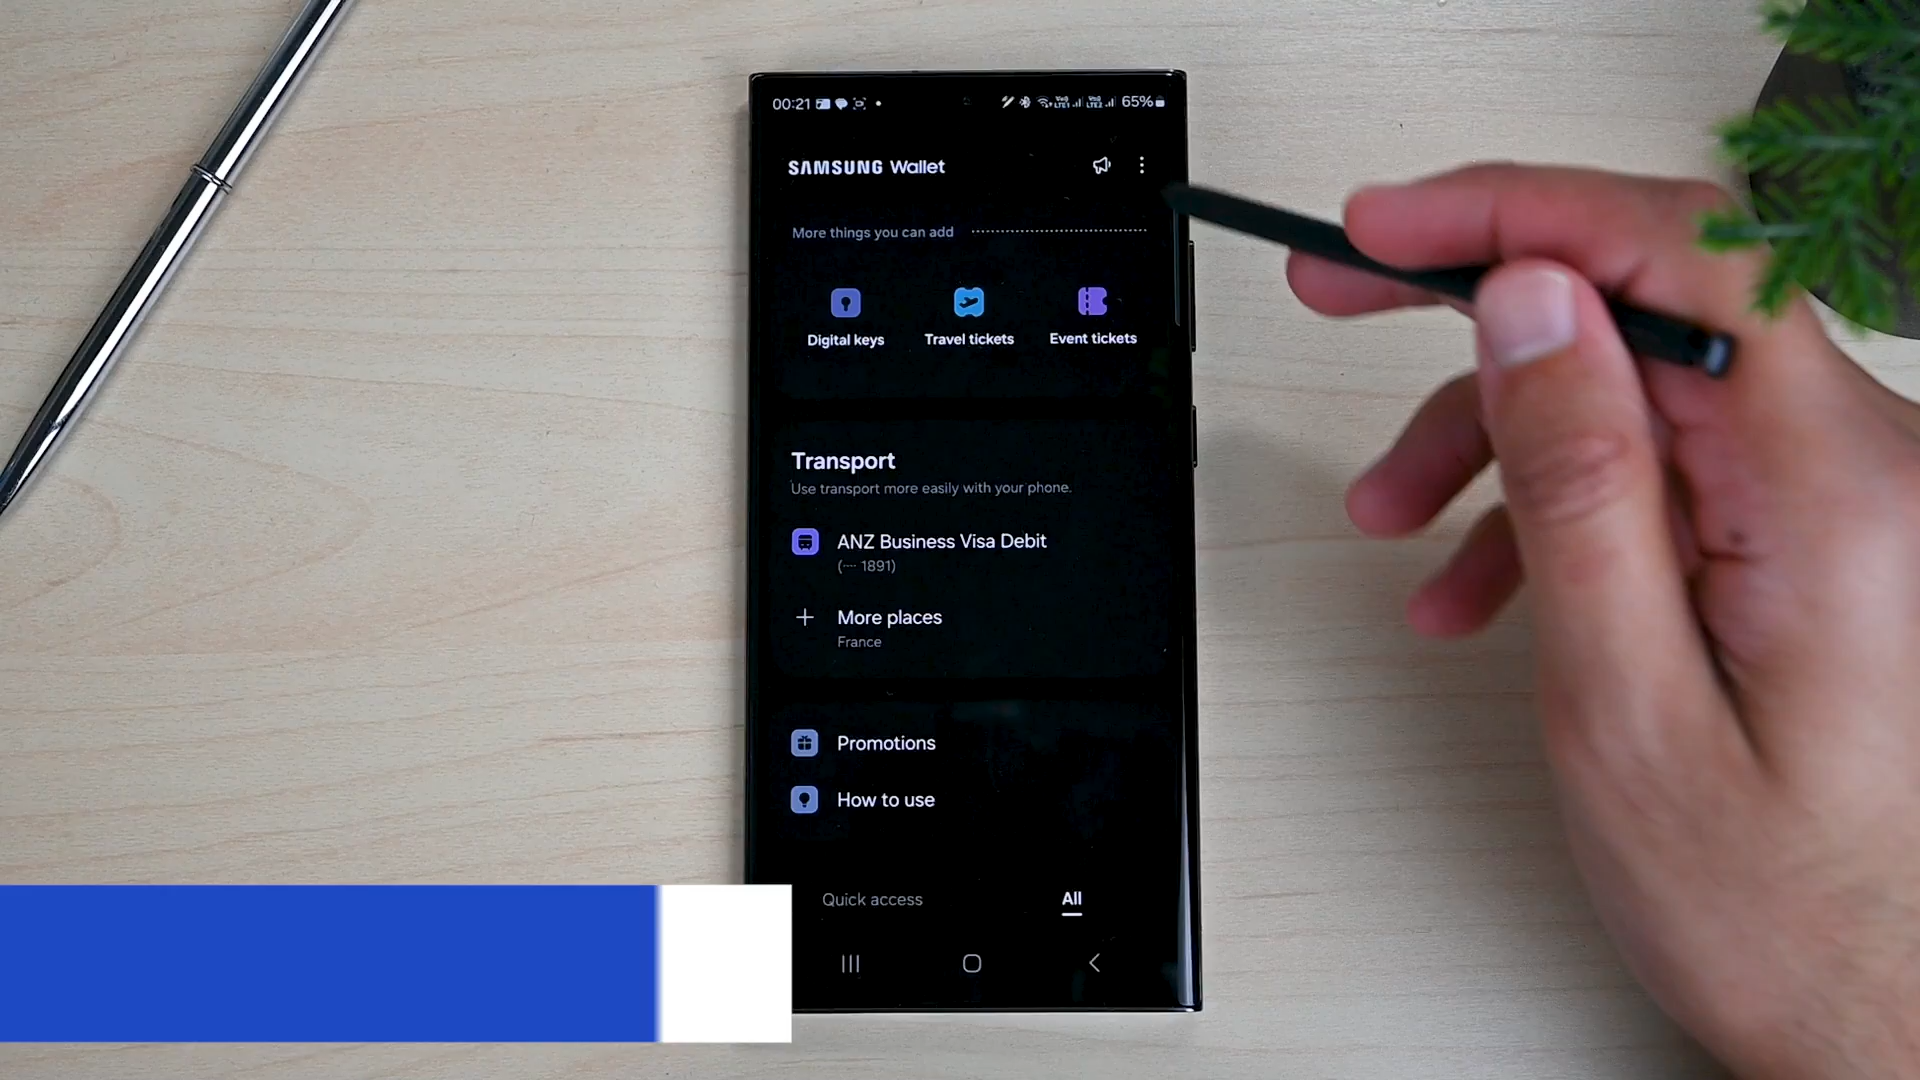 00:21
65%
SAMSUNG Wallet
More things you can add
Digital keys
Travel tickets
Event tickets
Transport
Use transport more easily with your phone.
ANZ Business Visa Debit
(···· 1891)
More places
France
Promotions
How to use
Quick access
All